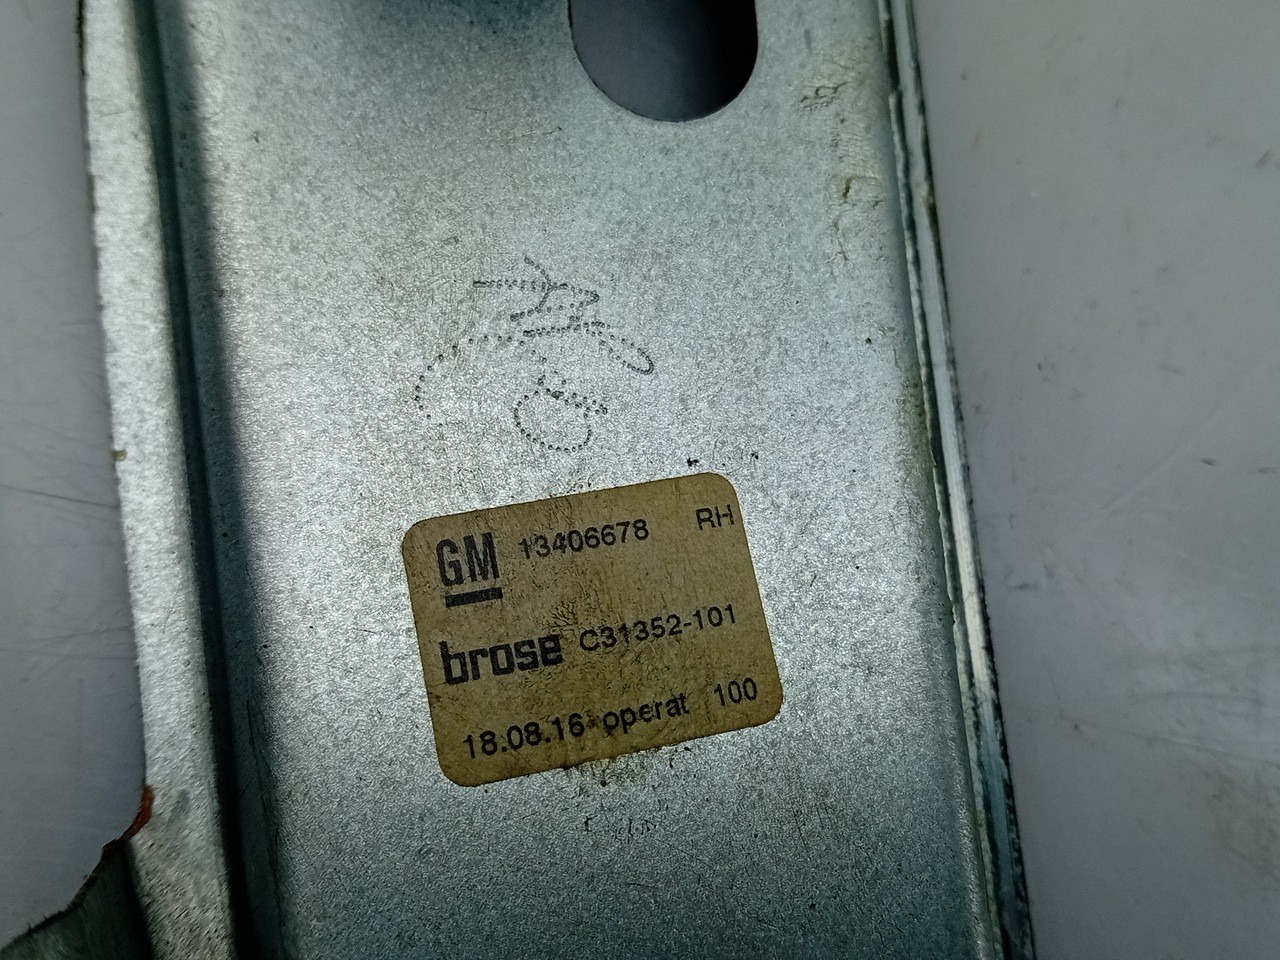 GM 13406678 RH
brose C31352-101
18.08.16 operat 100